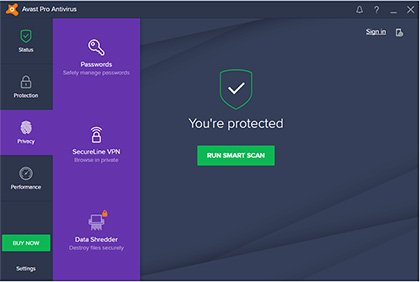 Avast Pro Antivirus
Sign in
Status
Protection
Privacy
Performance
BUY NOW
Settings
Passwords
Safely manage passwords
SecureLine VPN
Browse in private
Data Shredder
Destroy files securely
You're protected
RUN SMART SCAN